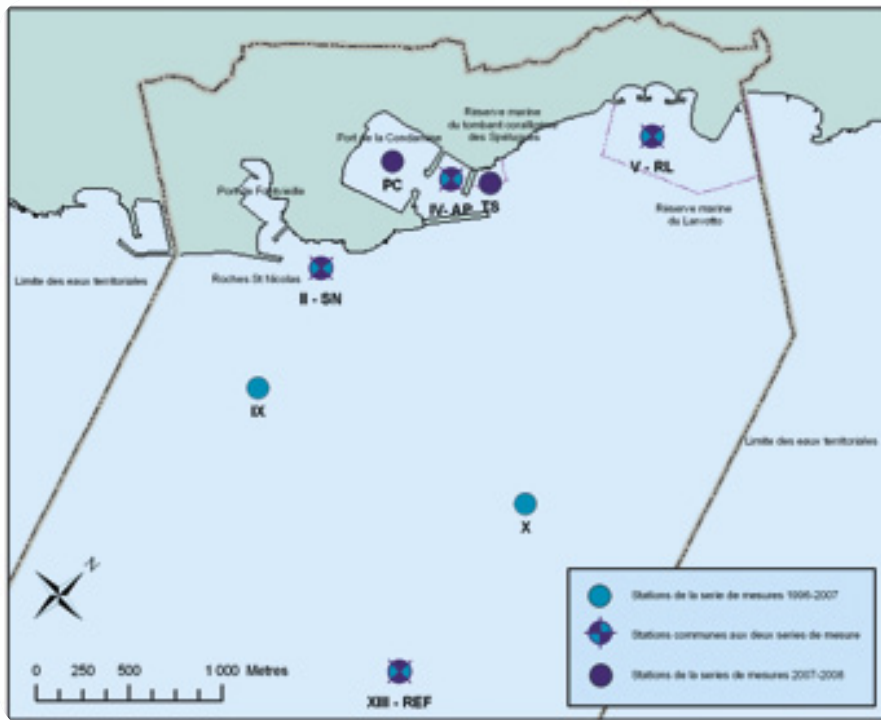 Réserve marine
du tombant corallien
des Spélugues
Port de la Condamine
PC
IV-AP
TS
V - RL
Réserve marine
du Larvotto
Port de Fontvieille
Limite des eaux territoriales
Roches St Nicolas
II - SN
IX
Limite des eaux territoriales
X
N
Stations de la serie de mesures 1996-2007
Stations communes aux deux series de mesure
Stations de la series de mesures 2007-2008
0 250 500 1 000 Metres
XIII - REF